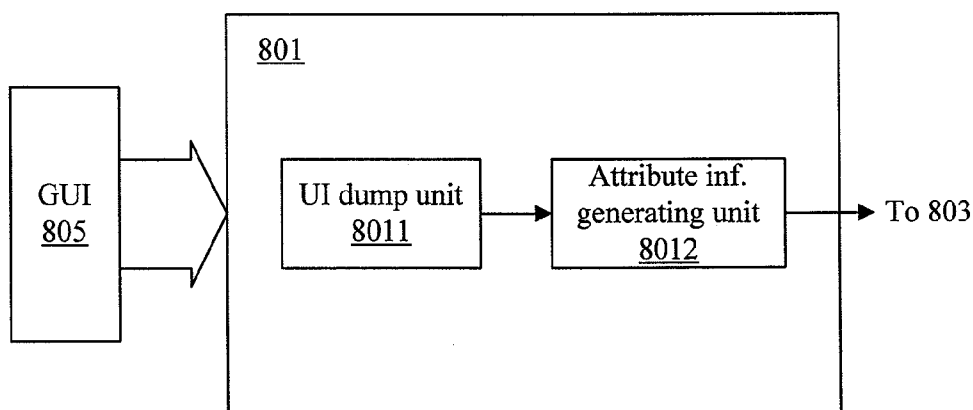 801
GUI
805
UI dump unit
8011
Attribute inf.
generating unit
8012
To 803